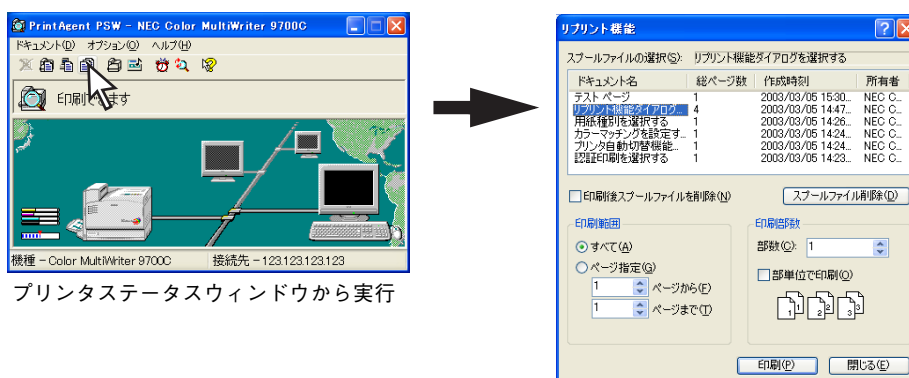 PrintAgent PSW - NEC Color MultiWriter 9700C
ドキュメント(D) オプション(O) ヘルプ(H)
印刷できます
機種 - Color MultiWriter 9700C 接続先 - 123.123.123.123
プリンタステータスウィンドウから実行
リプリント機能
スプールファイルの選択(S): リプリント機能ダイアログを選択する
ドキュメント名 総ページ数 作成時刻 所有者
テスト ページ 1 2003/03/05 15:30... NEC C...
リプリント機能ダイアログ... 4 2003/03/05 14:47... NEC C...
用紙種別を選択する 1 2003/03/05 14:26... NEC C...
カラーマッチングを設定す... 1 2003/03/05 14:24... NEC C...
プリンタ自動切替機能... 1 2003/03/05 14:24... NEC C...
認証印刷を選択する 1 2003/03/05 14:23... NEC C...
印刷後スプールファイルを削除(N) スプールファイル削除(D)
印刷範囲
すべて(A)
ページ指定(G)
1 ページから(F)
1 ページまで(T)
印刷部数
部数(C): 1
部単位で印刷(O)
1 1 2 2 3 3
印刷(P) 閉じる(E)